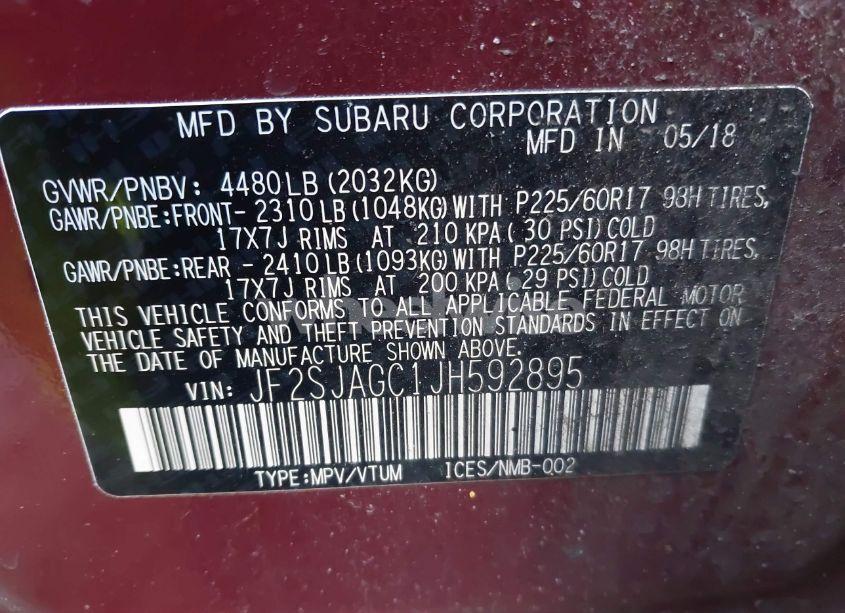 MFD BY SUBARU CORPORATION
MFD IN 05/18
GVWR/PNBV: 4480LB (2032KG)
GAWR/PNBE:FRONT- 2310 LB (1048KG) WITH P225/60R17 98H TIRES,
17X7J RIMS AT 210 KPA ( 30 PSI) COLD
GAWR/PNBE:REAR - 2410 LB (1093KG) WITH P225/60R17 98H TIRES,
17X7J RIMS AT 200 KPA ( 29 PSI) COLD
THIS VEHICLE CONFORMS TO ALL APPLICABLE FEDERAL MOTOR
VEHICLE SAFETY AND THEFT PREVENTION STANDARDS IN EFFECT ON
THE DATE OF MANUFACTURE SHOWN ABOVE.
VIN: JF2SJAGC1JH592895
TYPE:MPV/VTUM ICES/NMB-002